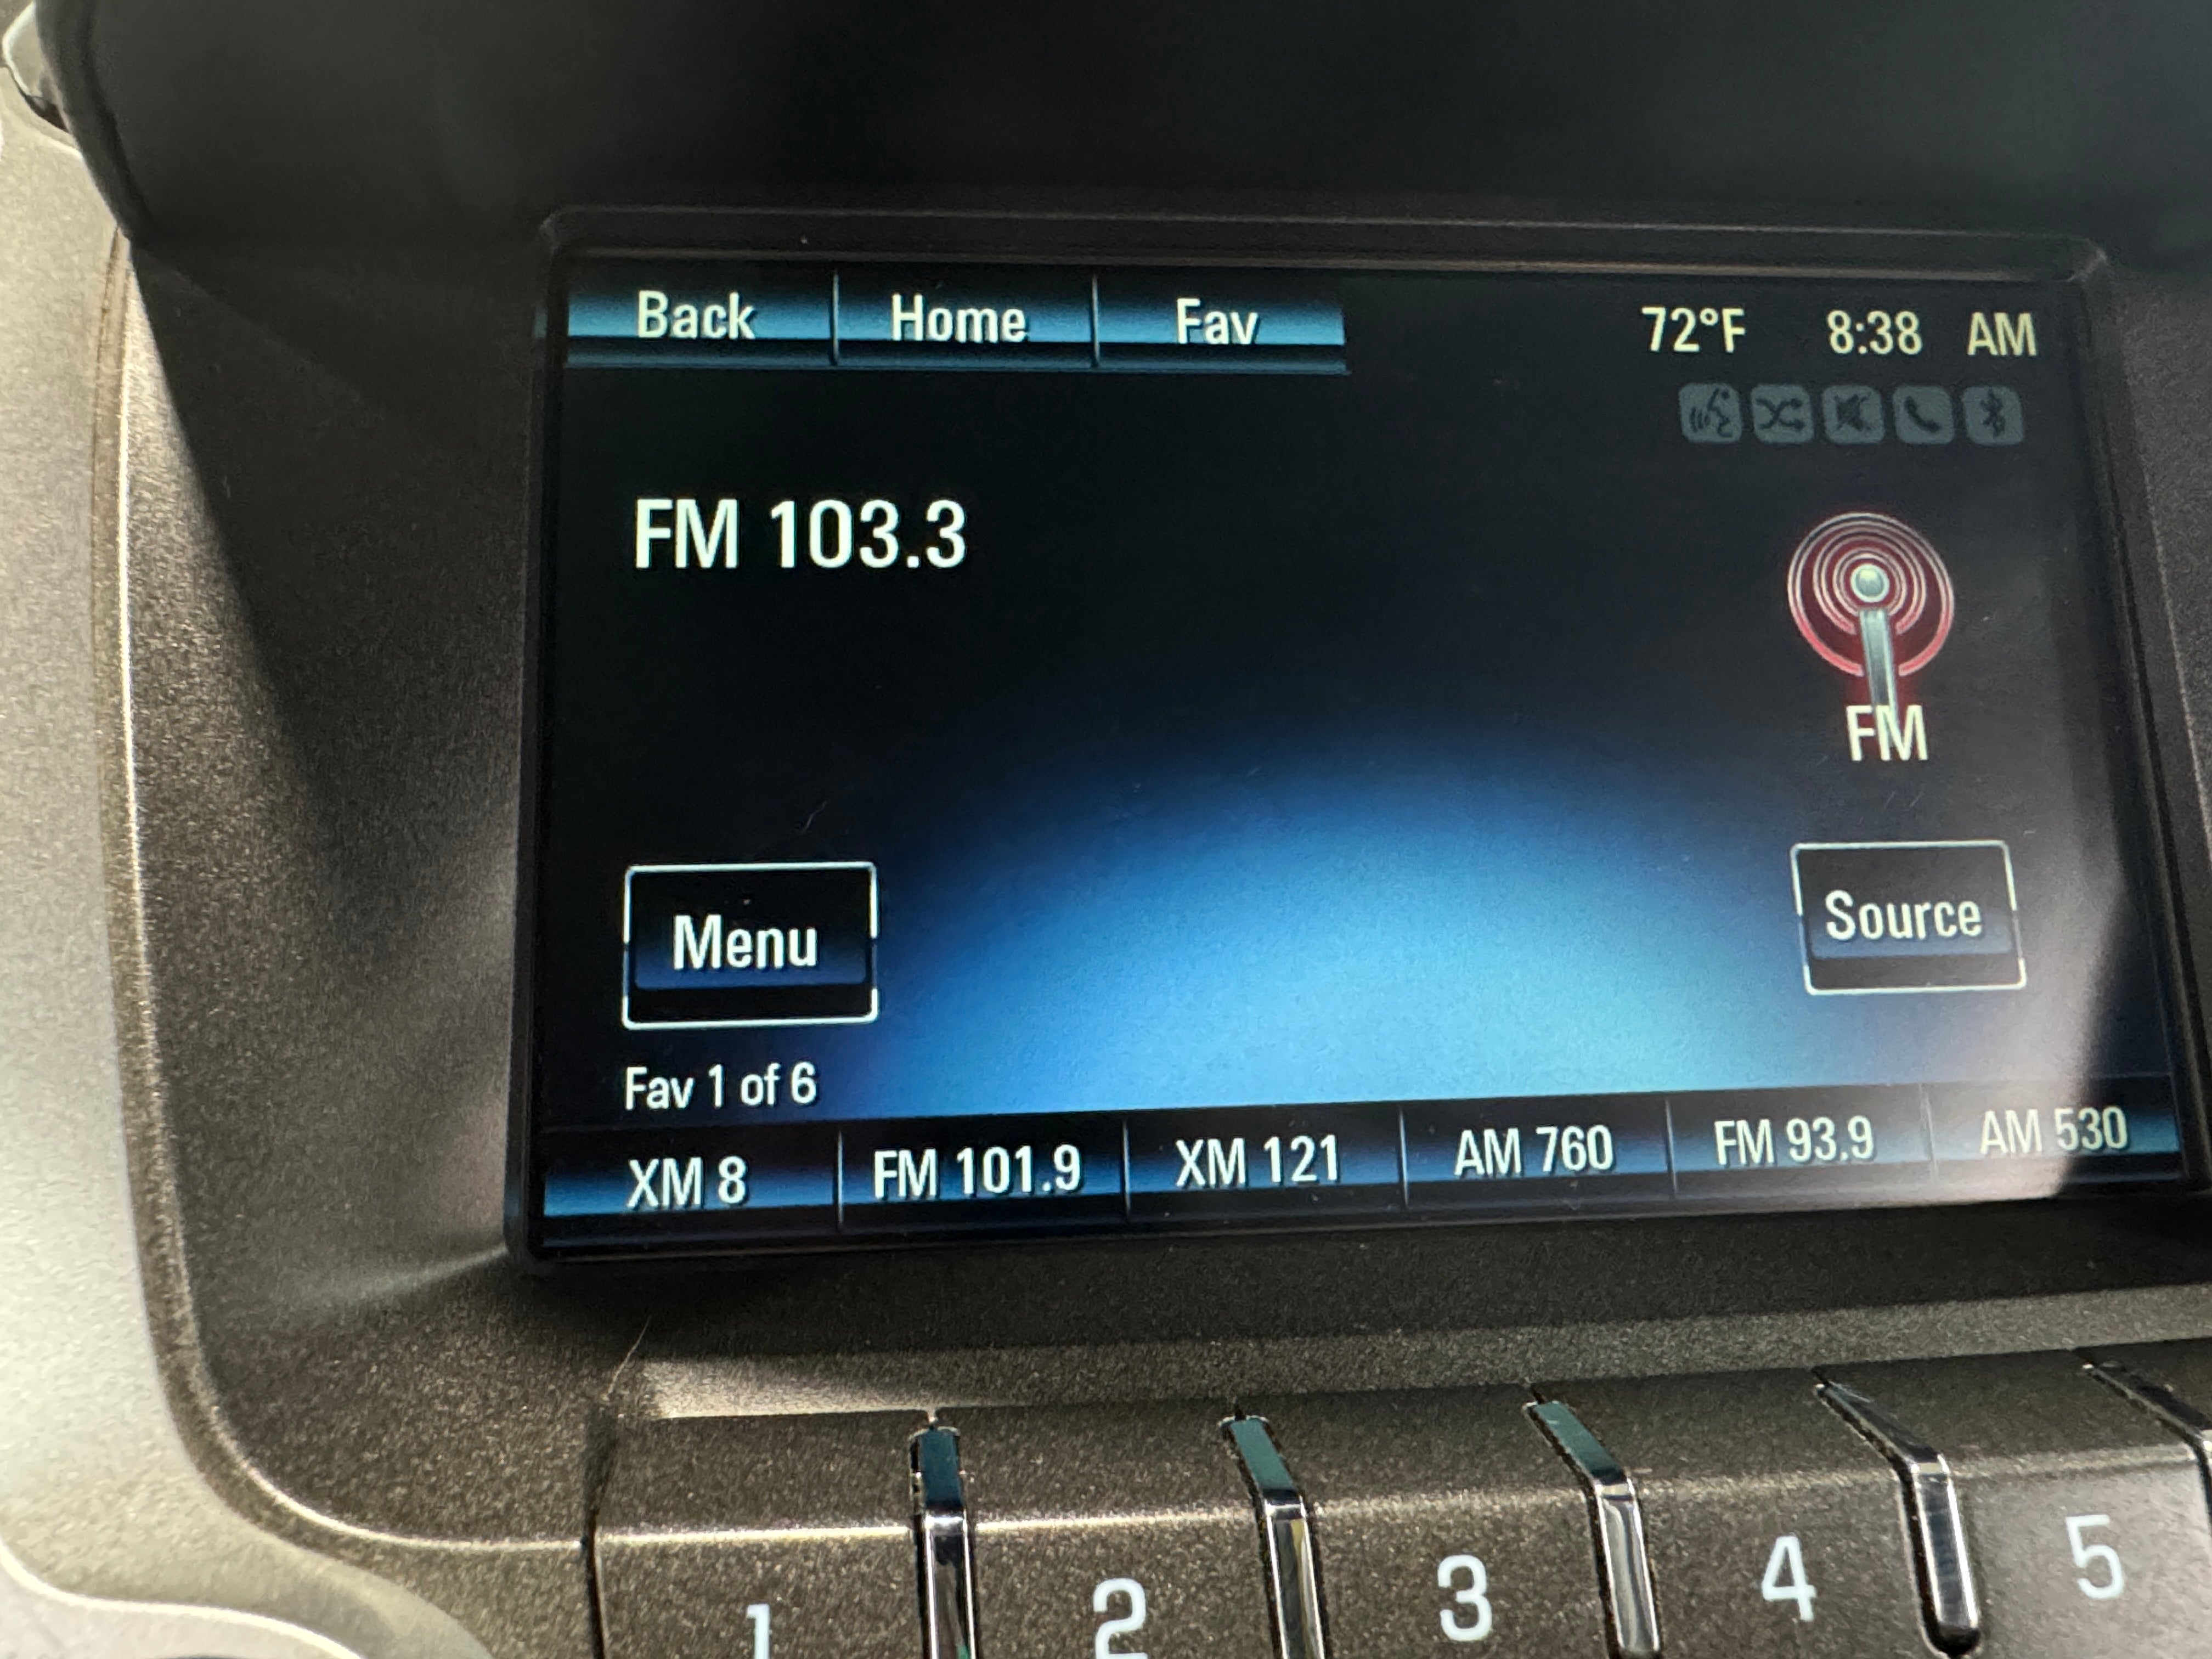 Back Home Fav 72°F 8:38 AM
FM 103.3
FM
Menu Source
Fav 1 of 6
XM 8 FM 101.9 XM 121 AM 760 FM 93.9 AM 530
1 2 3 4 5